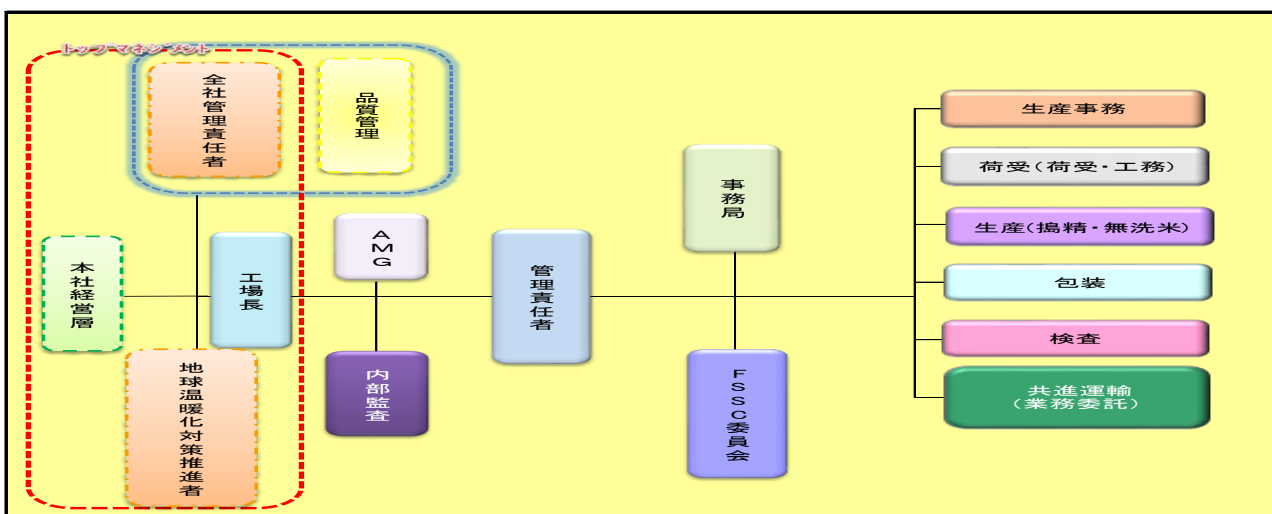 トップマネジメント
全社管理責任者
品質管理
本社経営層
工場長
地球温暖化対策推進者
AMG
内部監査
管理責任者
事務局
FSSC委員会
生産事務
荷受(荷受・工務)
生産(搗精・無洗米)
包装
検査
共進運輸
(業務委託)